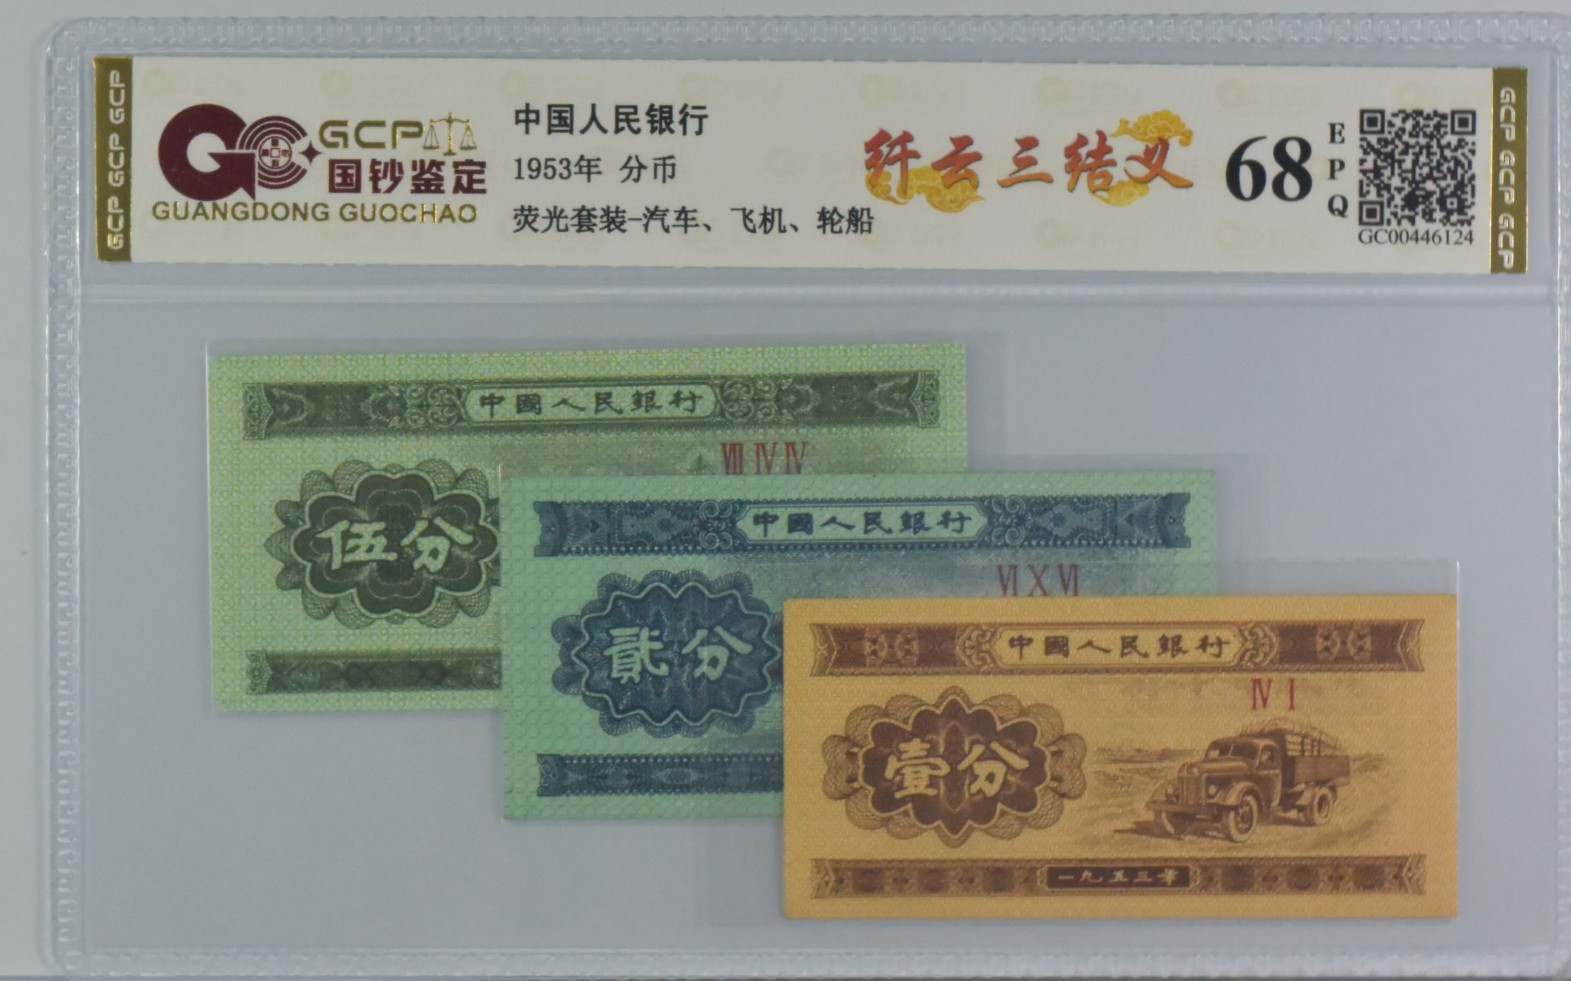 GCP GCP GCP
GCP
国钞鉴定
GUANGDONG GUOCHAO
中国人民银行
1953年 分币
荧光套装-汽车、飞机、轮船
纤云三结义
68
EPQ
GC00446124
GCP GCP GCP
中國人民銀行
VII IV IV
伍分
中國人民銀行
VI X VI
貳分
中國人民銀行
IV I
壹分
一九五三年